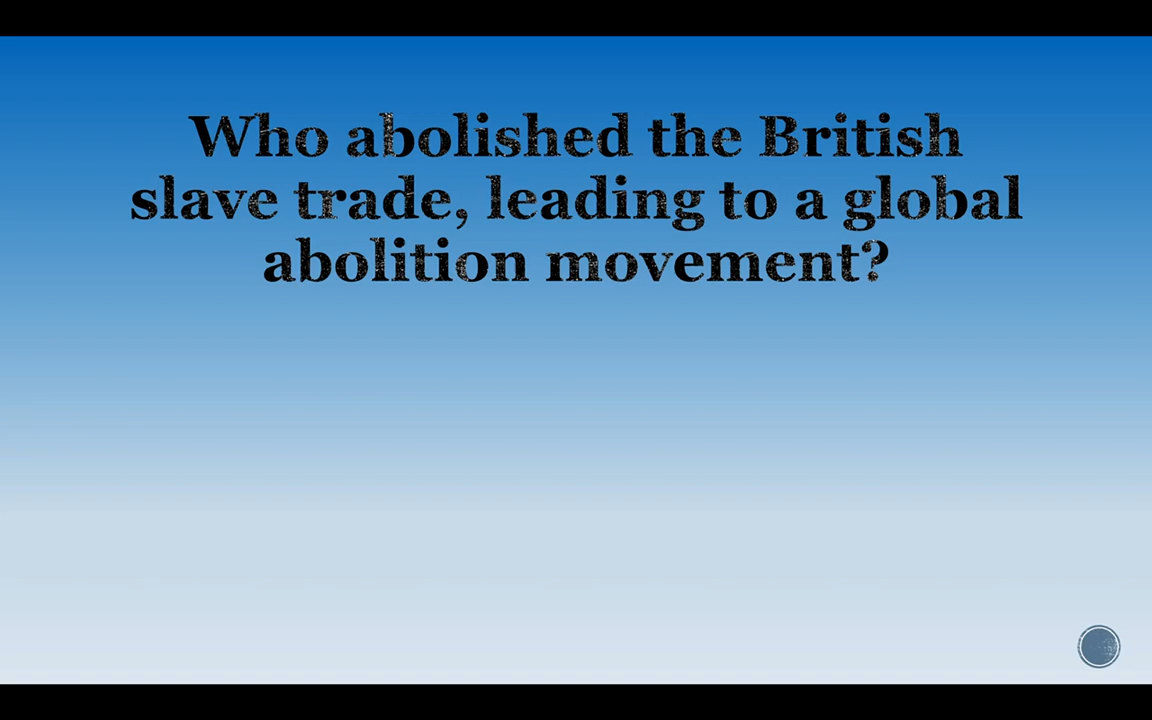 Who abolished the British
slave trade, leading to a global
abolition movement?